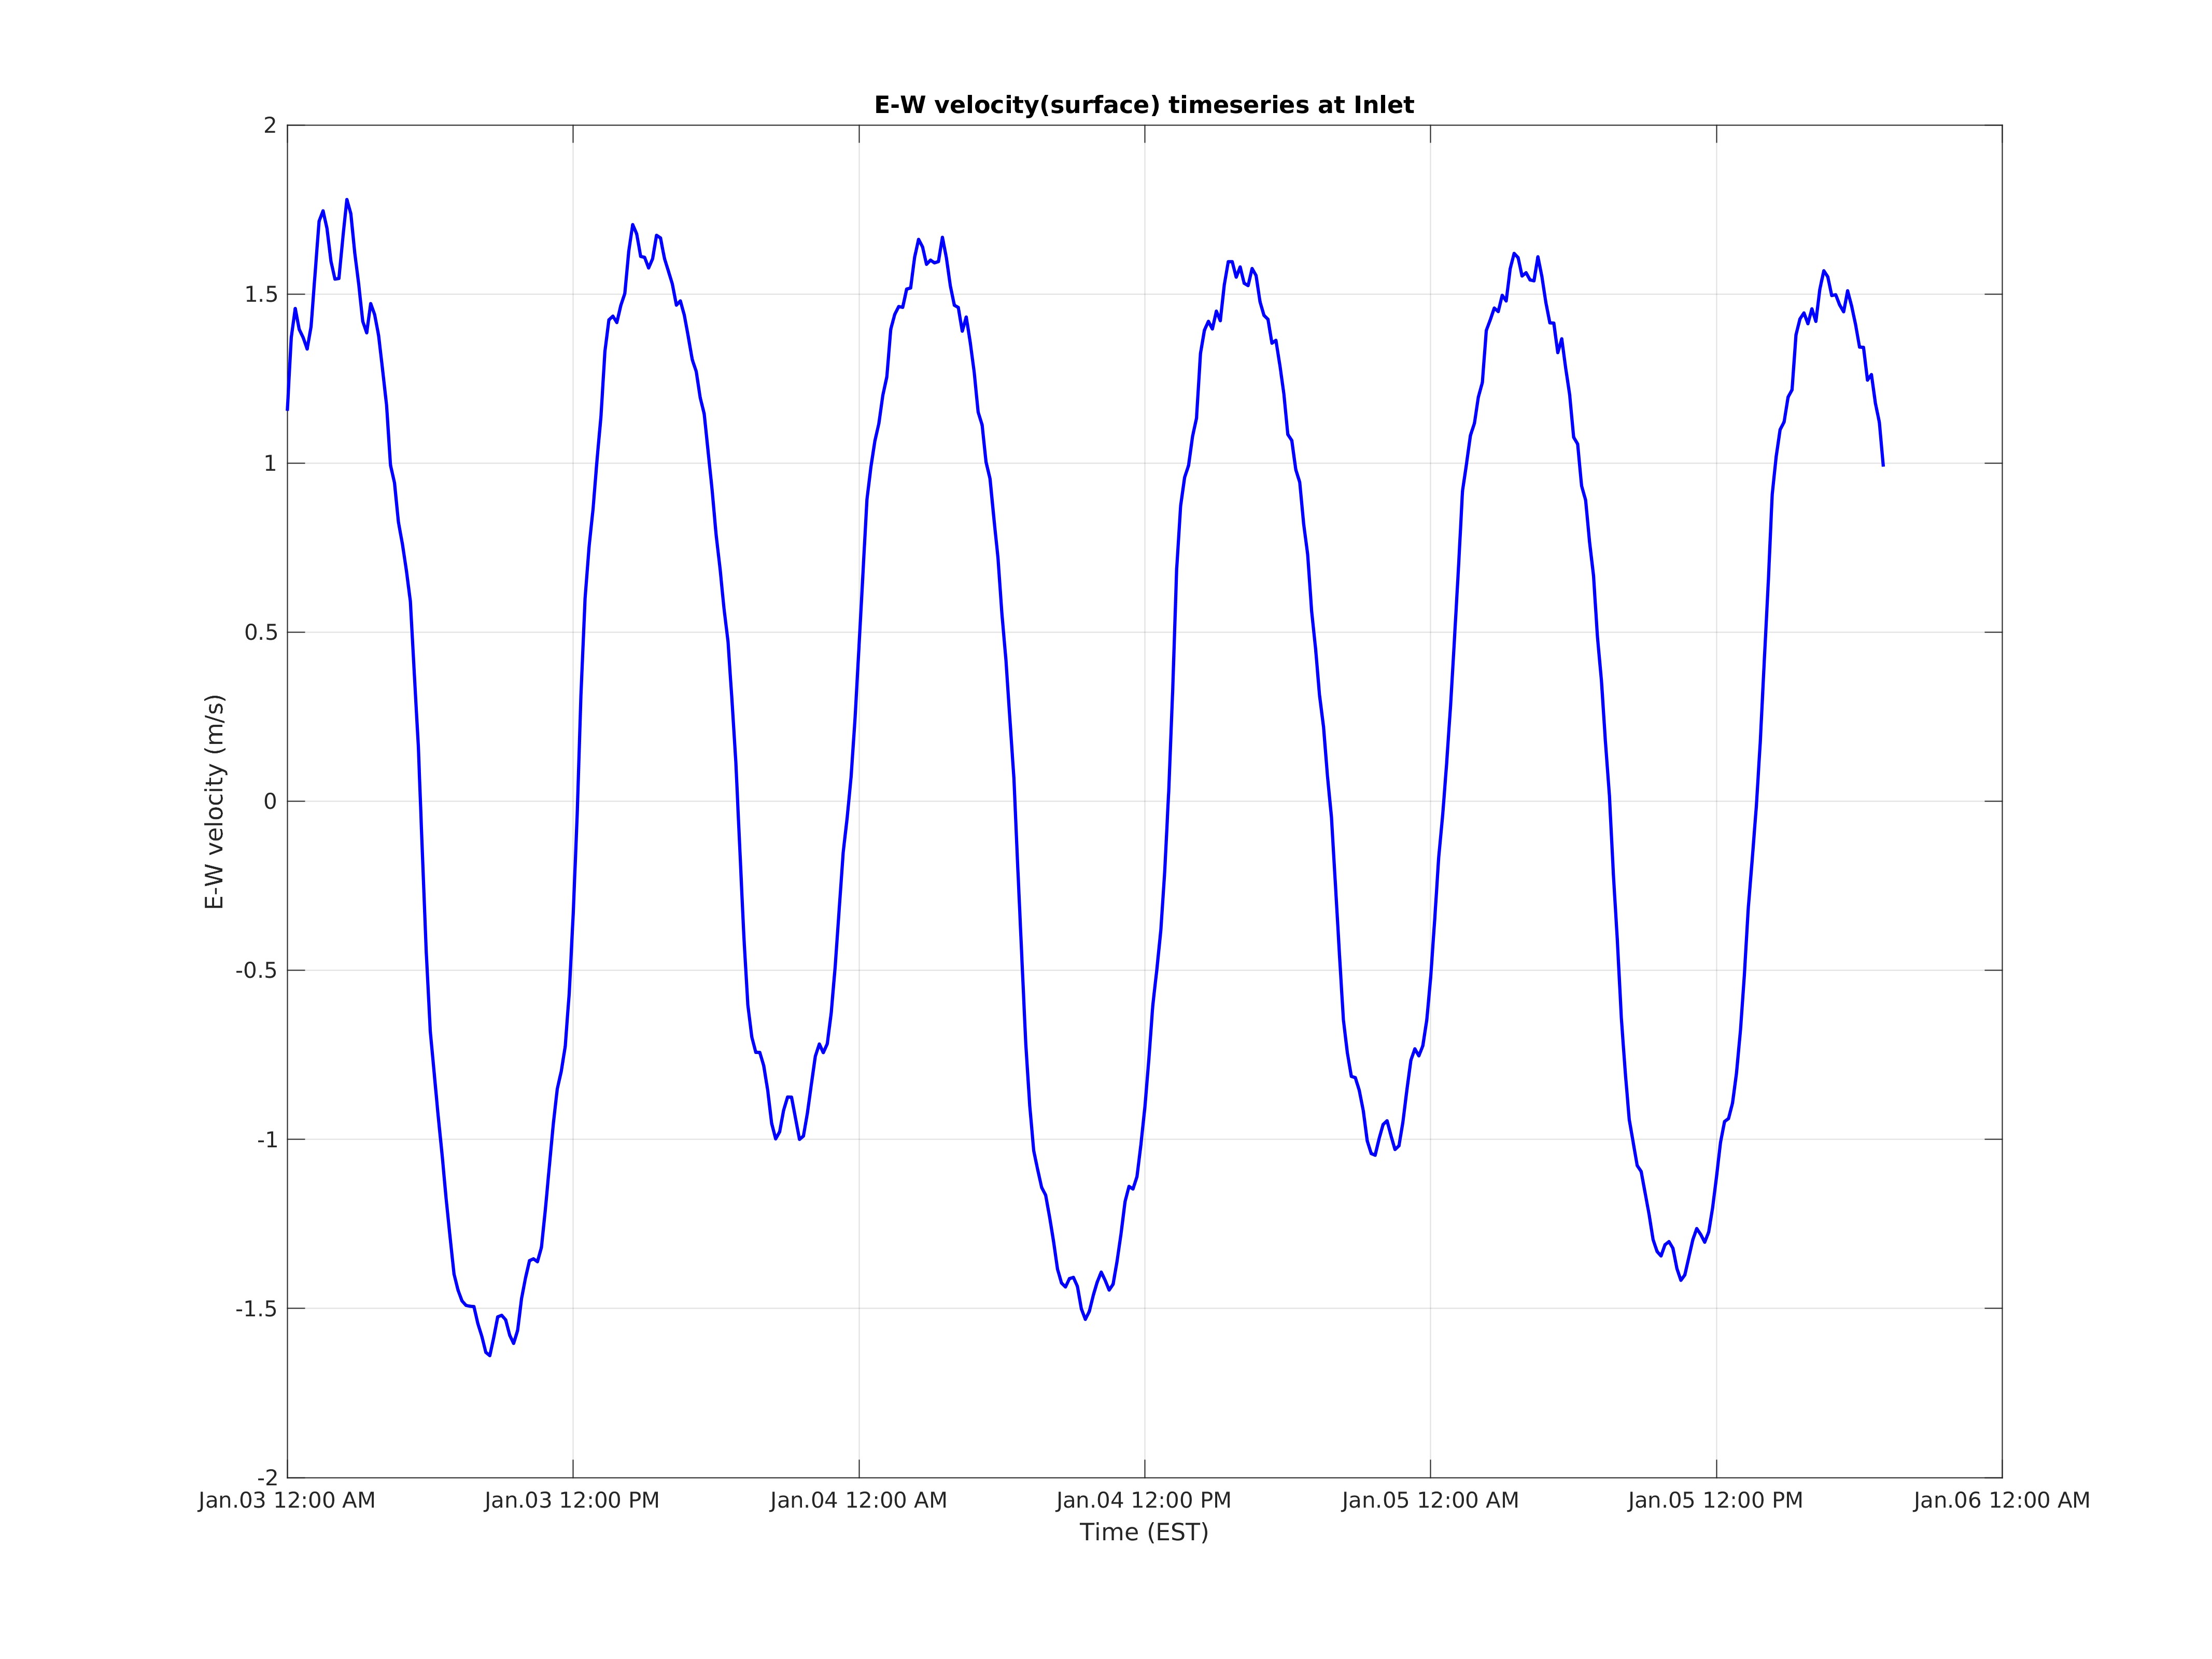 E-W velocity(surface) timeseries at Inlet
2
1.5
1
0.5
0
-0.5
-1
-1.5
-2
E-W velocity (m/s)
Jan.03 12:00 AM Jan.03 12:00 PM Jan.04 12:00 AM Jan.04 12:00 PM Jan.05 12:00 AM Jan.05 12:00 PM Jan.06 12:00 AM
Time (EST)